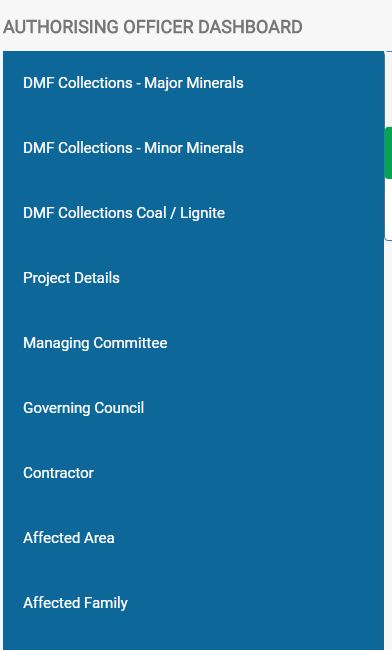 AUTHORISING OFFICER DASHBOARD
DMF Collections - Major Minerals
DMF Collections - Minor Minerals
DMF Collections Coal / Lignite
Project Details
Managing Committee
Governing Council
Contractor
Affected Area
Affected Family